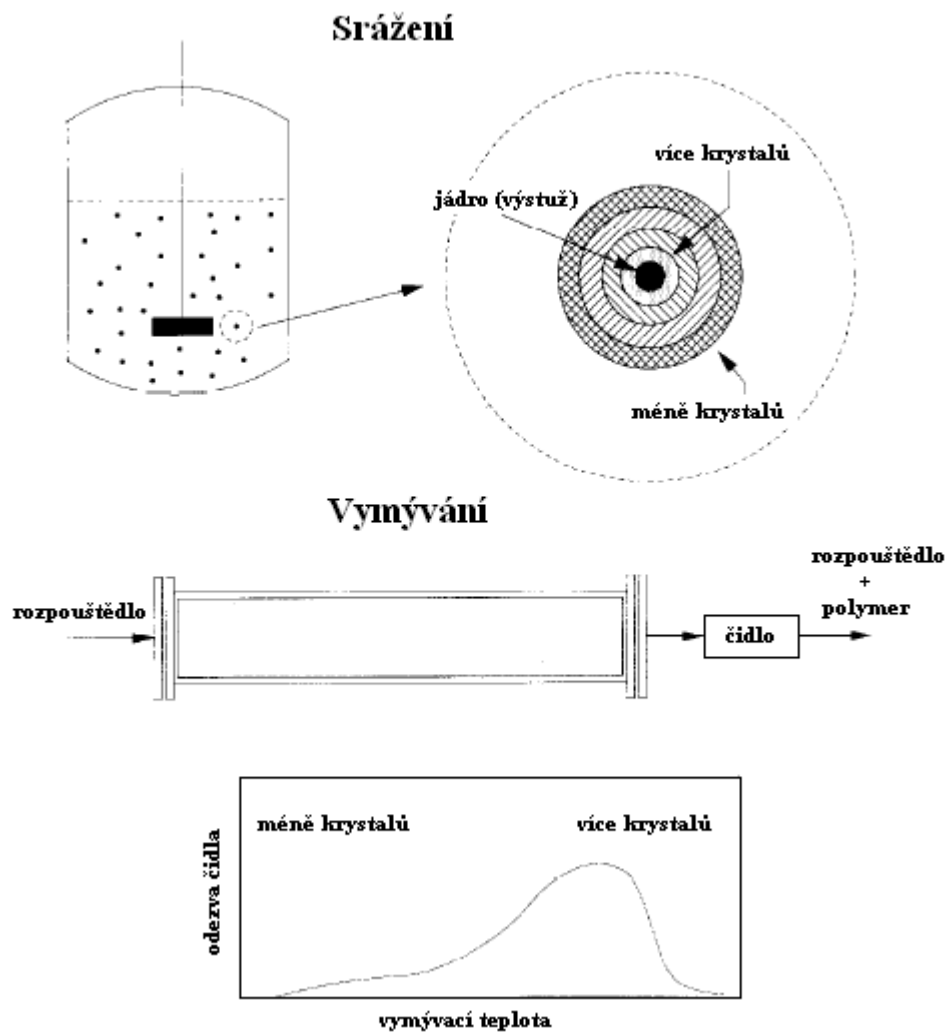 Srážení
více krystalů
jádro (výstuž)
méně krystalů
Vymývání
rozpouštědlo
rozpouštědlo
+
polymer
čidlo
méně krystalů
více krystalů
odezva čidla
vymývací teplota